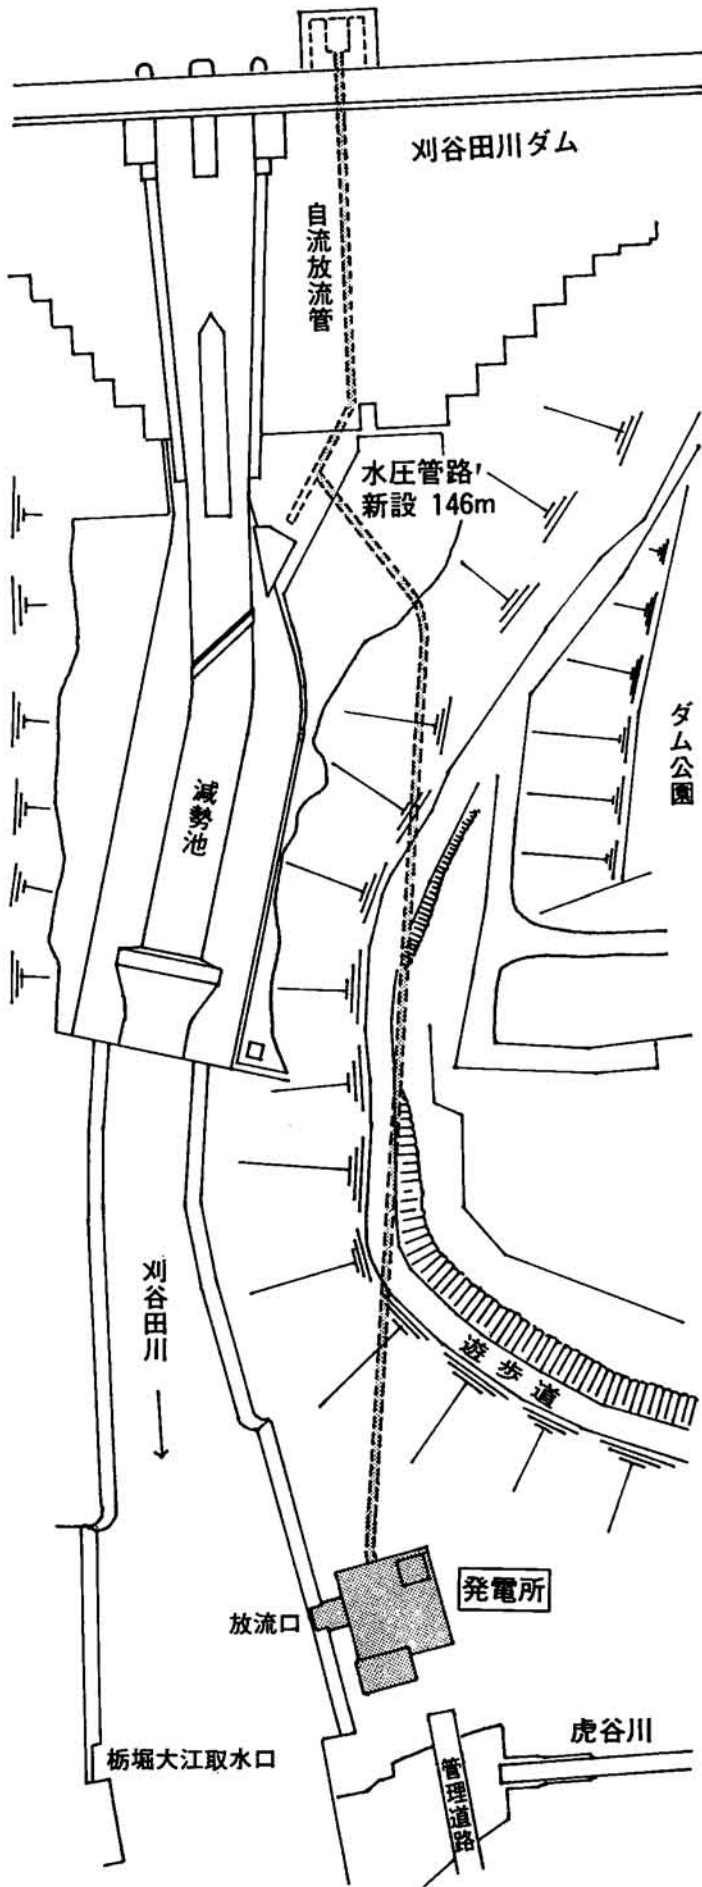 刈谷田川ダム
自流放流管
水圧管路
新設 146m
ダム公園
減勢池
刈谷田川
遊歩道
発電所
放流口
虎谷川
栃堀大江取水口
管理道路